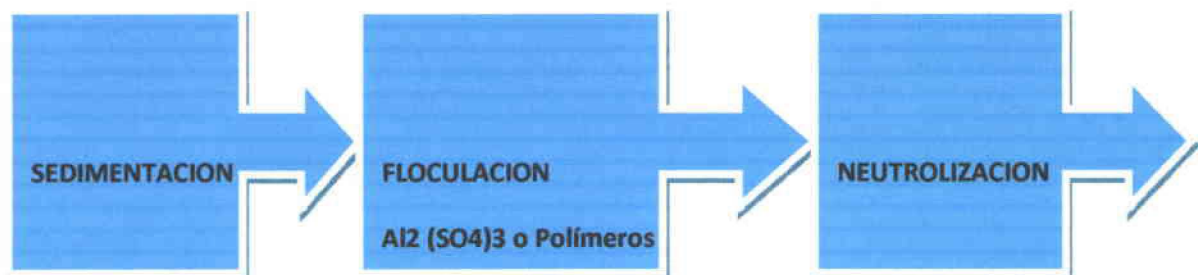 SEDIMENTACION
FLOCULACION
Al2 (SO4)3 o Polímeros
NEUTROLIZACION